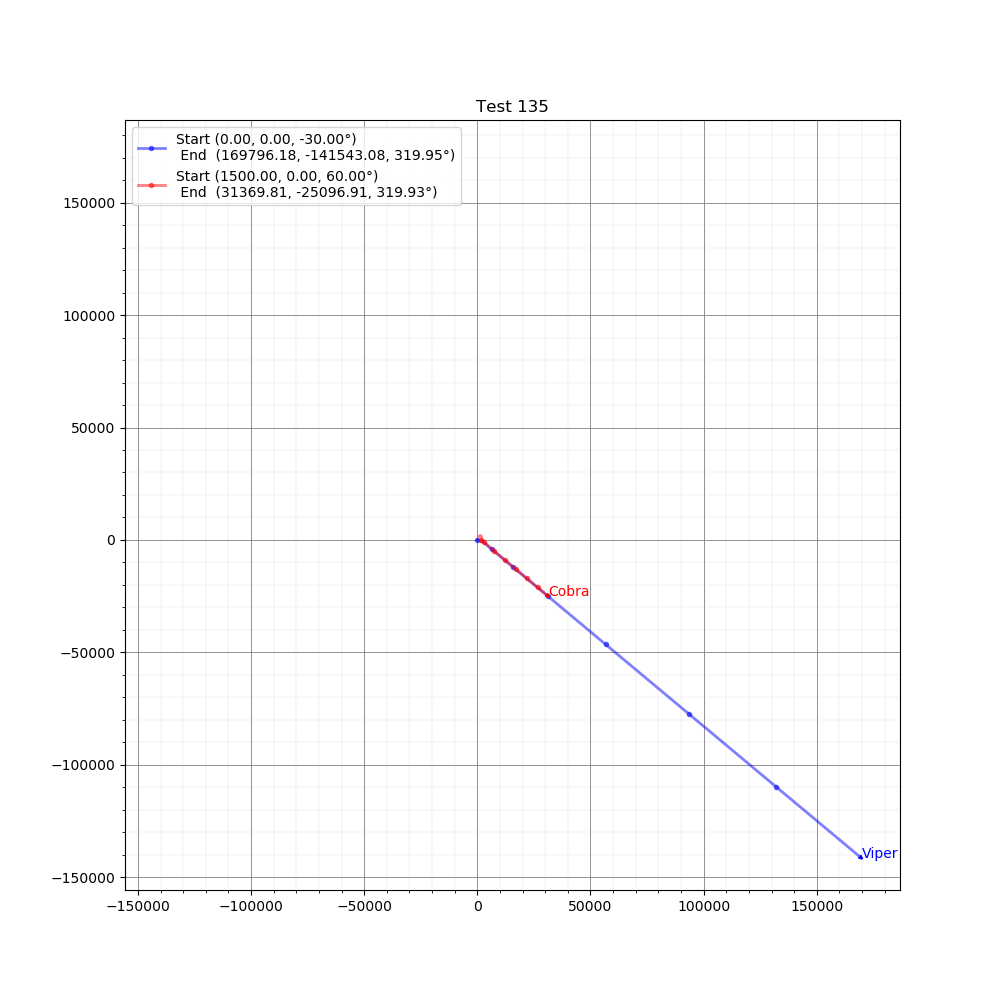 Test 135
Start (0.00, 0.00, -30.00°)
End (169796.18, -141543.08, 319.95°)
Start (1500.00, 0.00, 60.00°)
End (31369.81, -25096.91, 319.93°)
150000
100000
50000
0
−50000
−100000
−150000
Cobra
Viper
−150000 −100000 −50000 0 50000 100000 150000